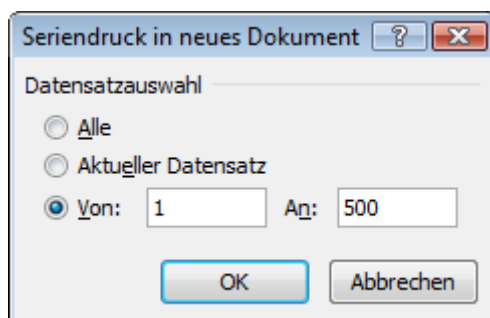 Seriendruck in neues Dokument ?
Datensatzauswahl
Alle
Aktueller Datensatz
Von: 1 An: 500
OK Abbrechen